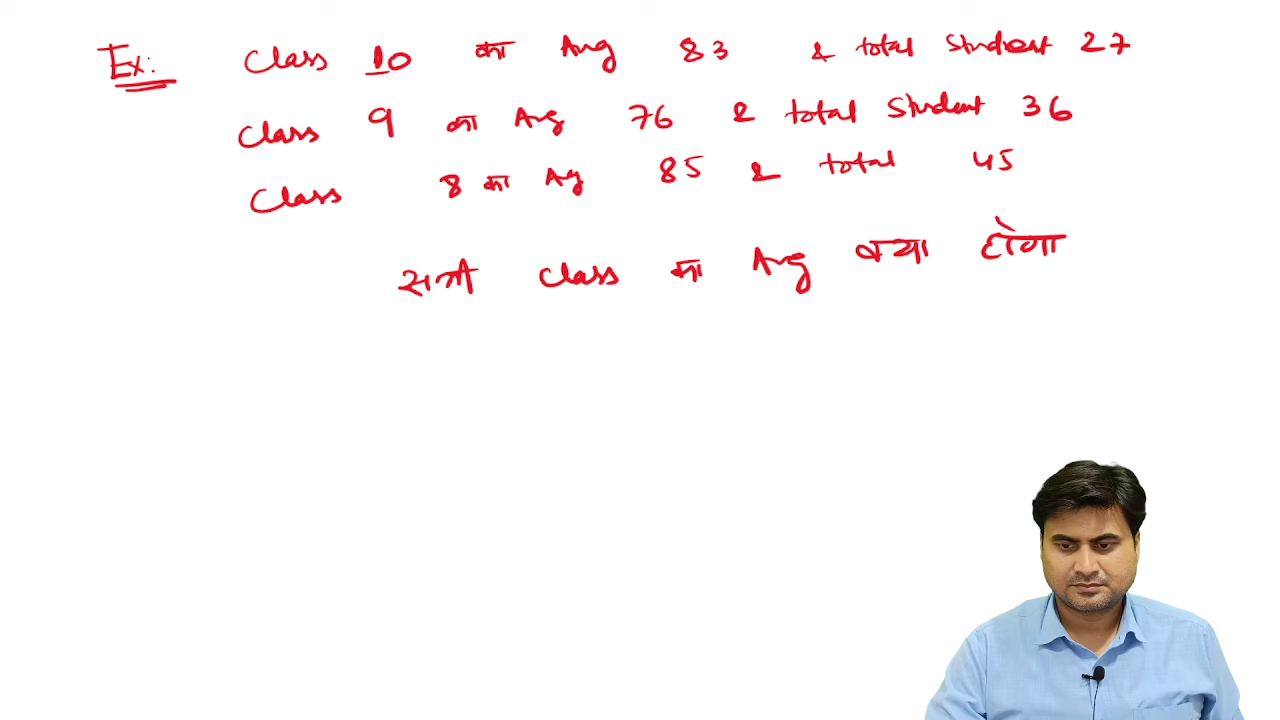 Ex: Class 10 का Avg 83 & total Student 27
Class 9 का Avg 76 & total Student 36
Class 8 का Avg 85 & total 45
सभी Class का Avg क्या होगा